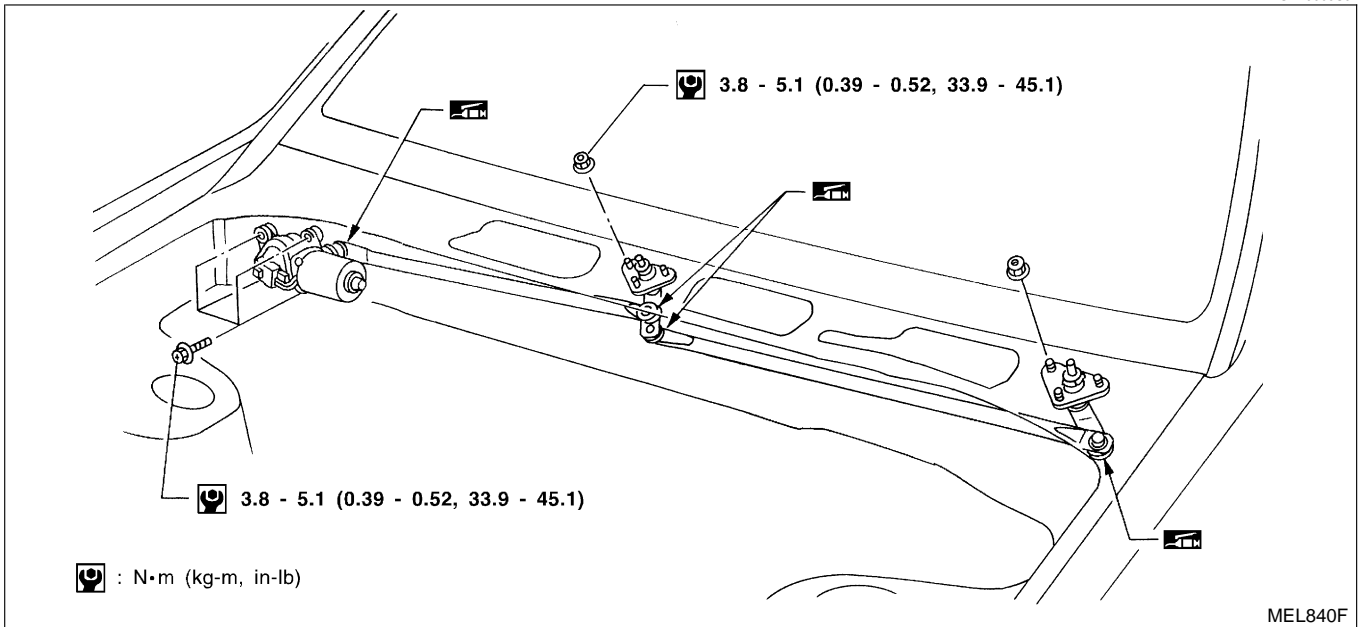 3.8 - 5.1 (0.39 - 0.52, 33.9 - 45.1)
3.8 - 5.1 (0.39 - 0.52, 33.9 - 45.1)
: N•m (kg-m, in-lb)
MEL840F